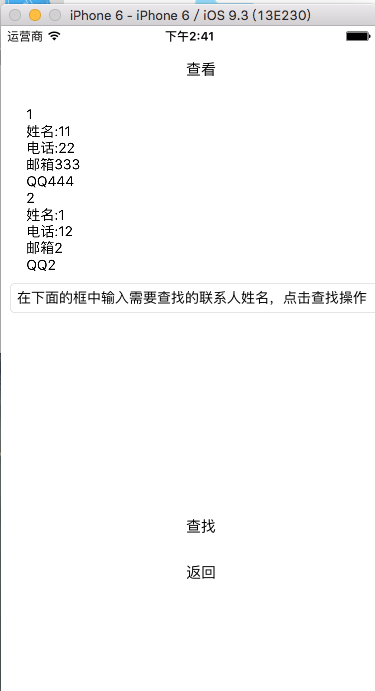 iPhone 6 - iPhone 6 / iOS 9.3 (13E230)
运营商 下午2:41
查看
1
姓名:11
电话:22
邮箱333
QQ444
2
姓名:1
电话:12
邮箱2
QQ2
在下面的框中输入需要查找的联系人姓名，点击查找操作
查找
返回